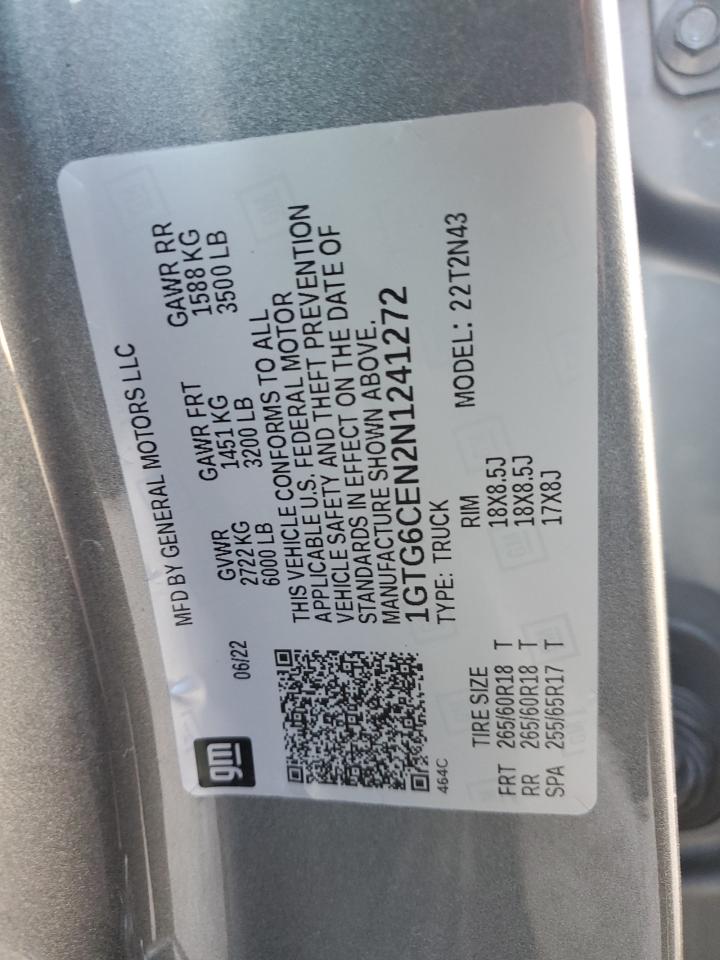 gm
MFD BY GENERAL MOTORS LLC
06/22
GVWR GAWR FRT GAWR RR
2722 KG 1451 KG 1588 KG
6000 LB 3200 LB 3500 LB
THIS VEHICLE CONFORMS TO ALL
APPLICABLE U.S. FEDERAL MOTOR
VEHICLE SAFETY AND THEFT PREVENTION
STANDARDS IN EFFECT ON THE DATE OF
MANUFACTURE SHOWN ABOVE.
1GTG6CEN2N1241272
464C TYPE: TRUCK MODEL: 22T2N43
TIRE SIZE RIM
FRT 265/60R18 T 18X8.5J
RR 265/60R18 T 18X8.5J
SPA 255/65R17 T 17X8J